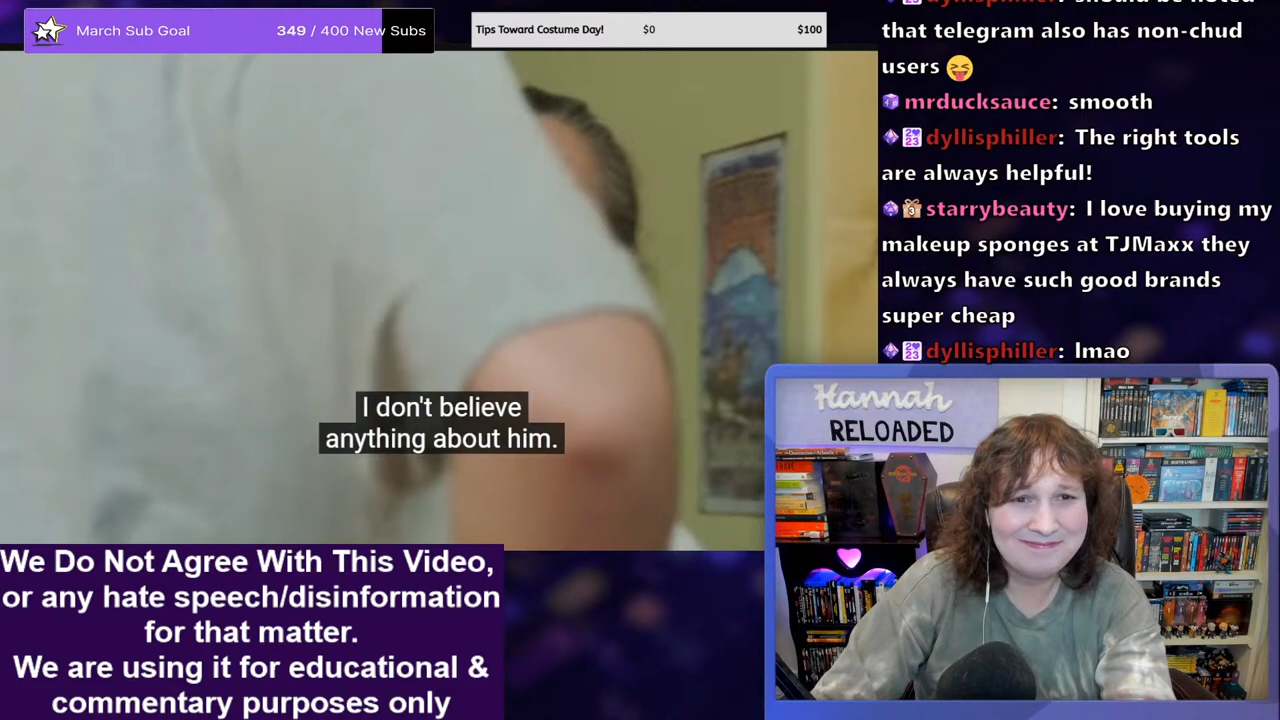 March Sub Goal 349 / 400 New Subs
Tips Toward Costume Day! $0 $100
that telegram also has non-chud
users
mrducksauce: smooth
dyllisphiller: The right tools
are always helpful!
starrybeauty: I love buying my
makeup sponges at TJMaxx they
always have such good brands
super cheap
dyllisphiller: lmao
I don't believe
anything about him.
Hannah
RELOADED
We Do Not Agree With This Video,
or any hate speech/disinformation
for that matter.
We are using it for educational &
commentary purposes only